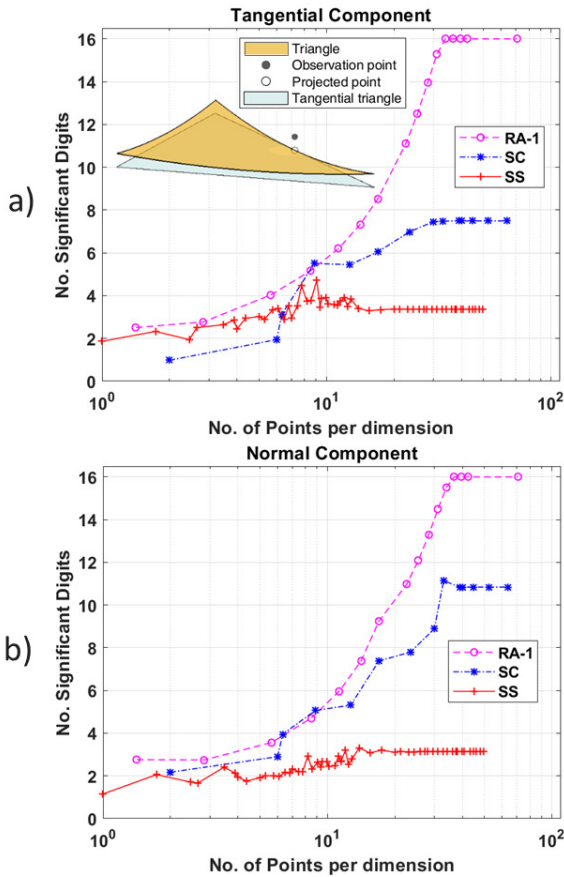 Tangential Component
16
14
12
10
8
6
4
2
0
No. Significant Digits
a)
Triangle
Observation point
Projected point
Tangential triangle
RA-1
SC
SS
10^0
10^1
10^2
No. of Points per dimension
Normal Component
16
14
12
10
8
6
4
2
0
No. Significant Digits
b)
RA-1
SC
SS
10^0
10^1
10^2
No. of Points per dimension